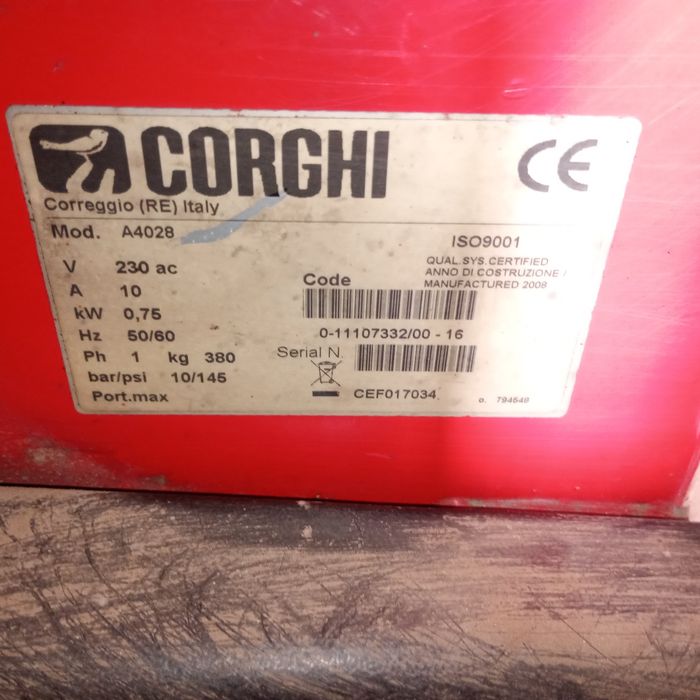 CORGHI
CE
Correggio (RE) Italy
Mod. A4028
ISO9001
QUAL.SYS.CERTIFIED
ANNO DI COSTRUZIONE /
MANUFACTURED 2008
V 230 ac
A 10
Code
kW 0,75
Hz 50/60
0-11107332/00 - 16
Ph 1 kg 380
Serial N.
bar/psi 10/145
Port.max
CEF017034
o. 794648